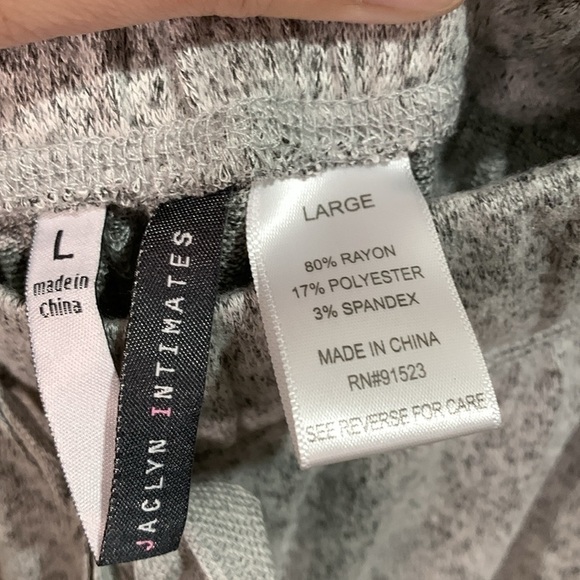 L
made in
China
JACLYN INTIMATES
LARGE
80% RAYON
17% POLYESTER
3% SPANDEX
MADE IN CHINA
RN#91523
SEE REVERSE FOR CARE